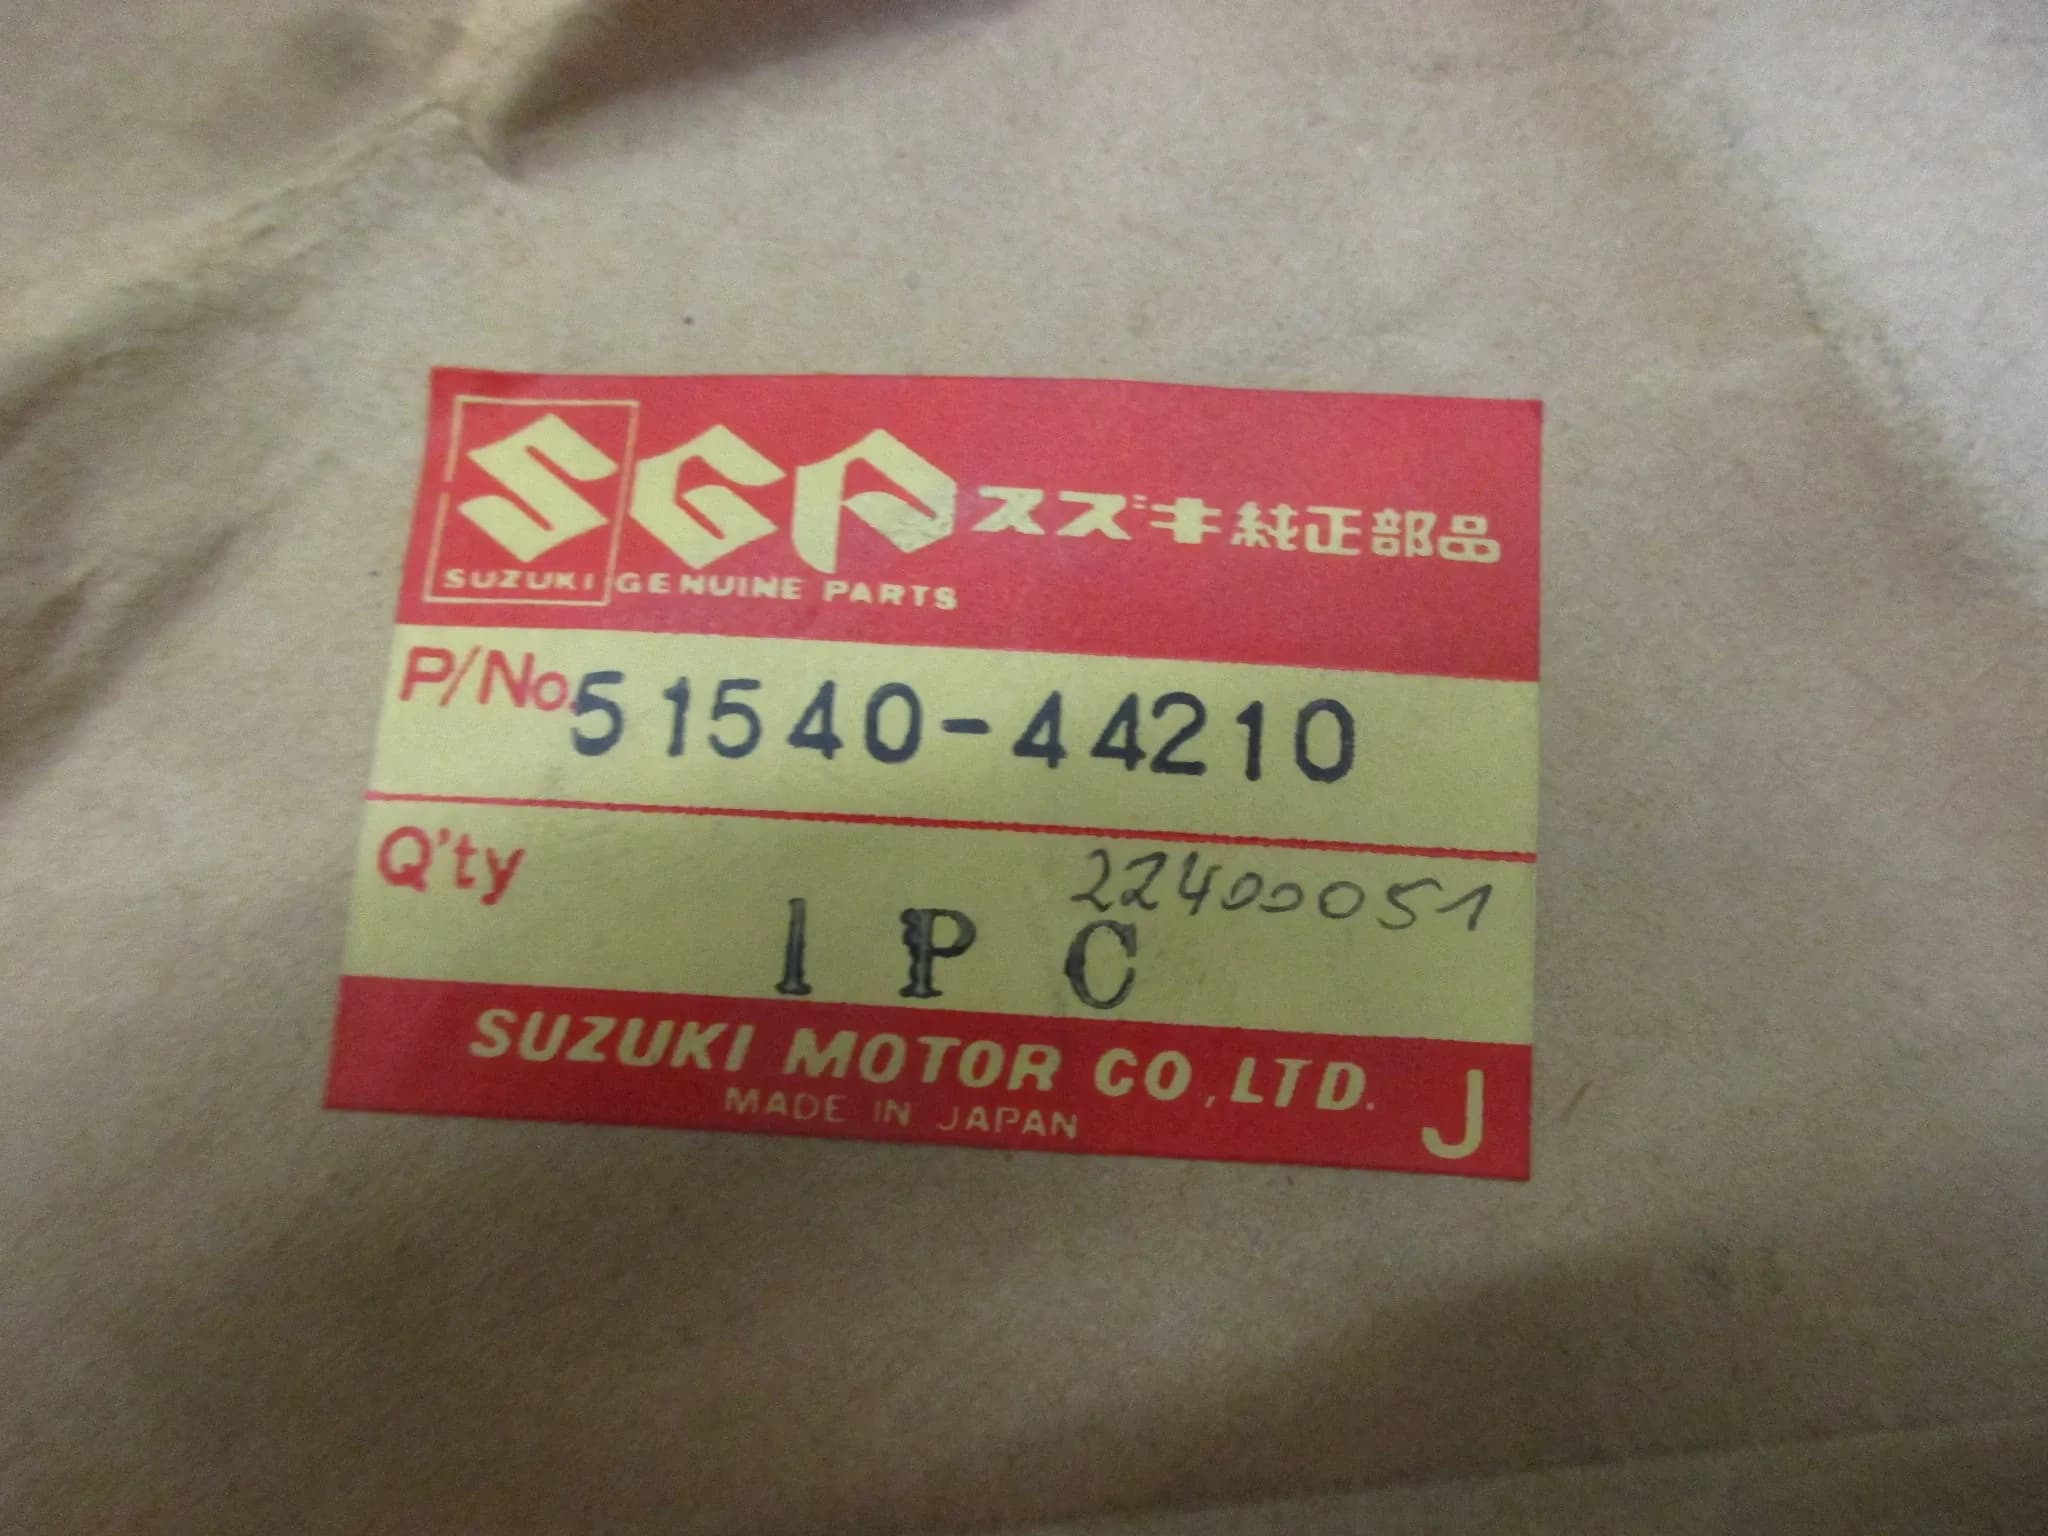 SGP スズキ純正部品
SUZUKI GENUINE PARTS
P/No. 51540-44210
Q'ty
22400051
1 P C
SUZUKI MOTOR CO.,LTD. J
MADE IN JAPAN